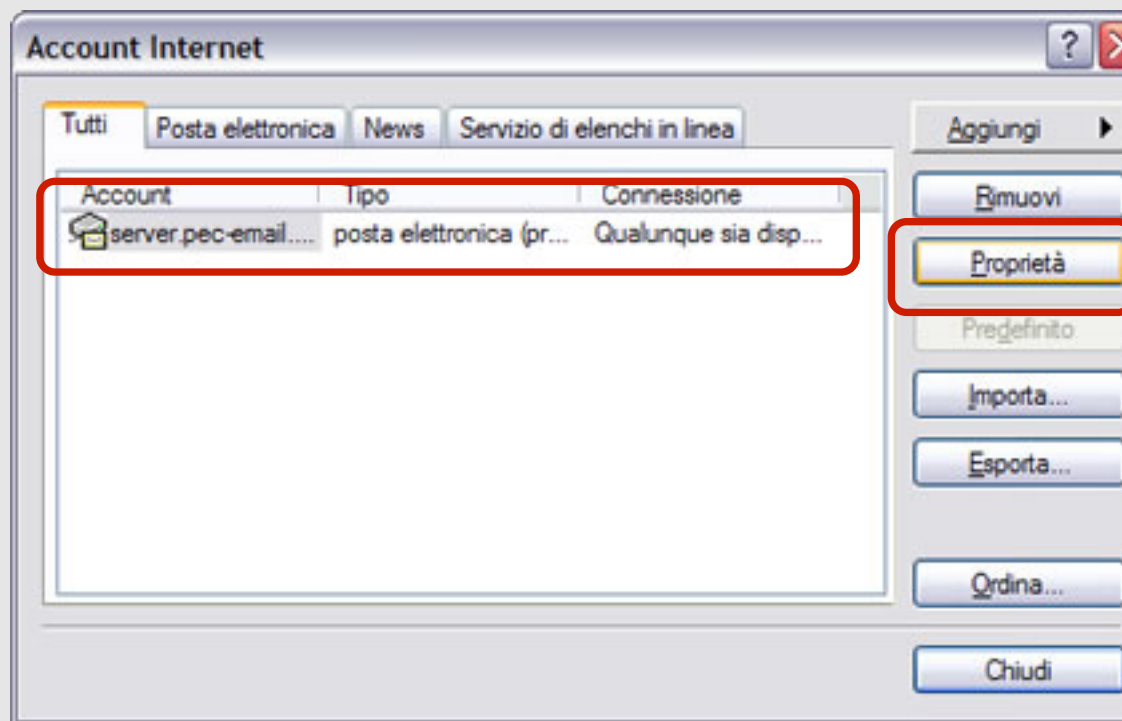 Account Internet
?
Tutti Posta elettronica News Servizio di elenchi in linea
Account Tipo Connessione
server.pec-email.... posta elettronica (pr... Qualunque sia disp...
Aggiungi
Rimuovi
Proprietà
Predefinito
Importa...
Esporta...
Ordina...
Chiudi